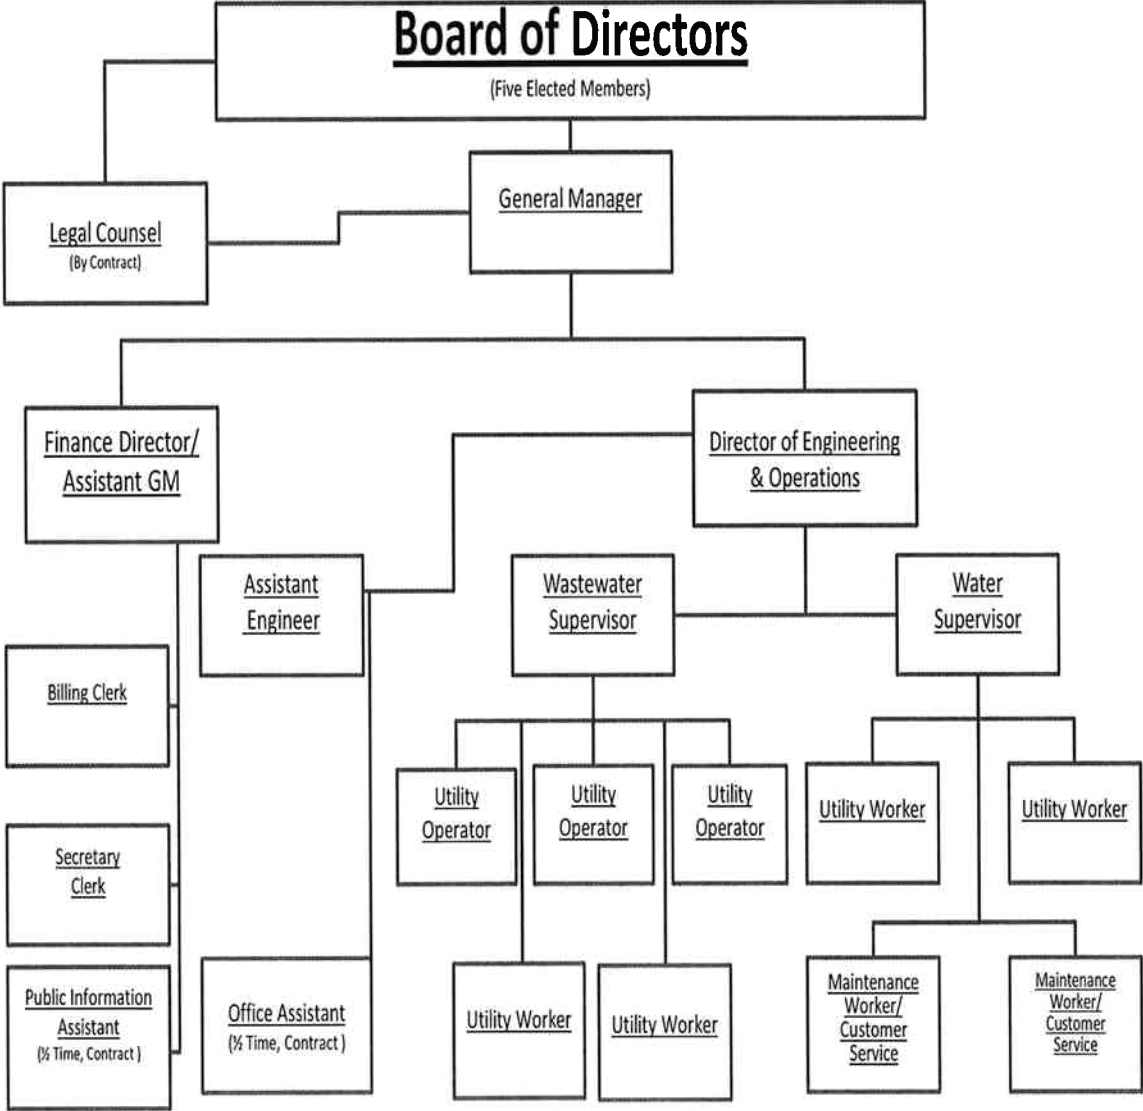 Board of Directors
(Five Elected Members)
General Manager
Legal Counsel
(By Contract)
Finance Director/
Assistant GM
Director of Engineering
& Operations
Assistant
Engineer
Wastewater
Supervisor
Water
Supervisor
Billing Clerk
Utility
Operator
Utility
Operator
Utility
Operator
Utility Worker
Utility Worker
Secretary
Clerk
Public Information
Assistant
(½ Time, Contract )
Office Assistant
(½ Time, Contract )
Utility Worker
Utility Worker
Maintenance
Worker/
Customer
Service
Maintenance
Worker/
Customer
Service